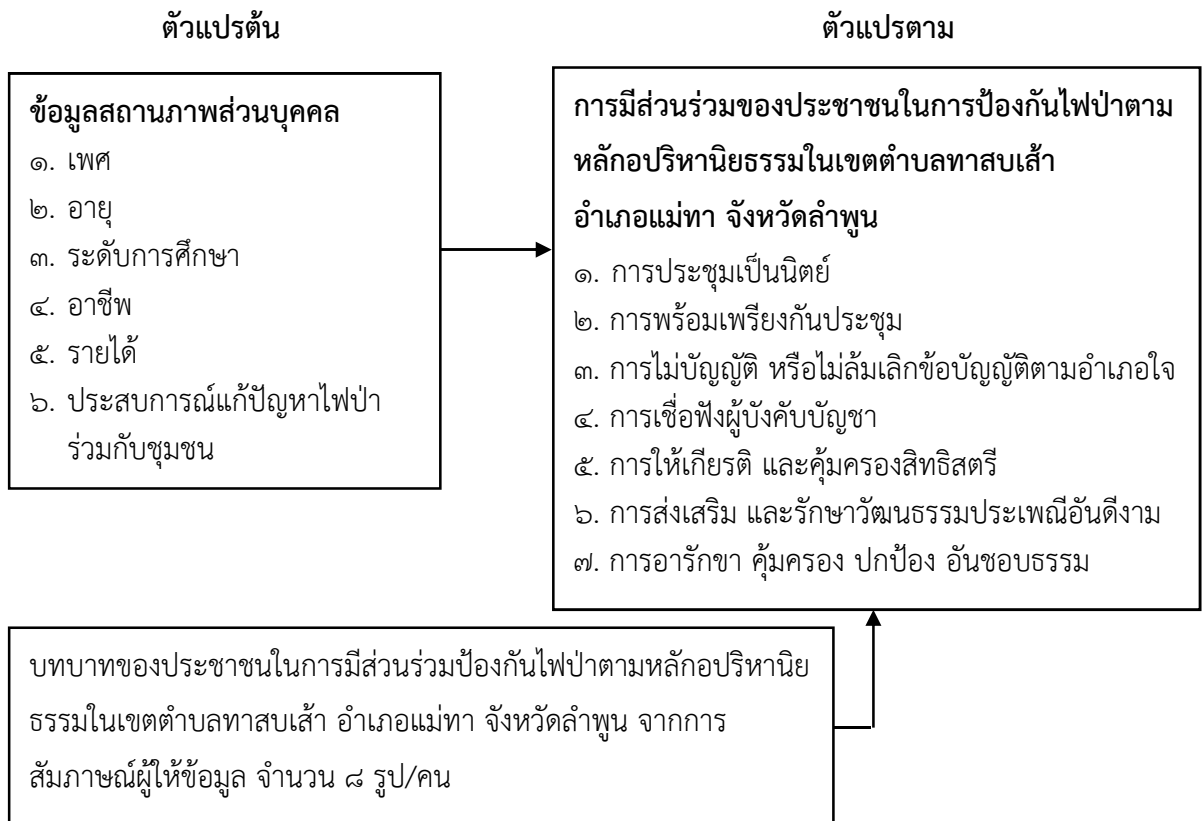 ตัวแปรต้น
ตัวแปรตาม
ข้อมูลสถานภาพส่วนบุคคล
๑. เพศ
๒. อายุ
๓. ระดับการศึกษา
๔. อาชีพ
๕. รายได้
๖. ประสบการณ์แก้ปัญหาไฟป่า
ร่วมกับชุมชน
การมีส่วนร่วมของประชาชนในการป้องกันไฟป่าตาม
หลักอปริหานิยธรรมในเขตตำบลทาสบเส้า
อำเภอแม่ทา จังหวัดลำพูน
๑. การประชุมเป็นนิตย์
๒. การพร้อมเพรียงกันประชุม
๓. การไม่บัญญัติ หรือไม่ล้มเลิกข้อบัญญัติตามอำเภอใจ
๔. การเชื่อฟังผู้บังคับบัญชา
๕. การให้เกียรติ และคุ้มครองสิทธิสตรี
๖. การส่งเสริม และรักษาวัฒนธรรมประเพณีอันดีงาม
๗. การอารักขา คุ้มครอง ปกป้อง อันชอบธรรม
บทบาทของประชาชนในการมีส่วนร่วมป้องกันไฟป่าตามหลักอปริหานิย
ธรรมในเขตตำบลทาสบเส้า อำเภอแม่ทา จังหวัดลำพูน จากการ
สัมภาษณ์ผู้ให้ข้อมูล จำนวน ๘ รูป/คน